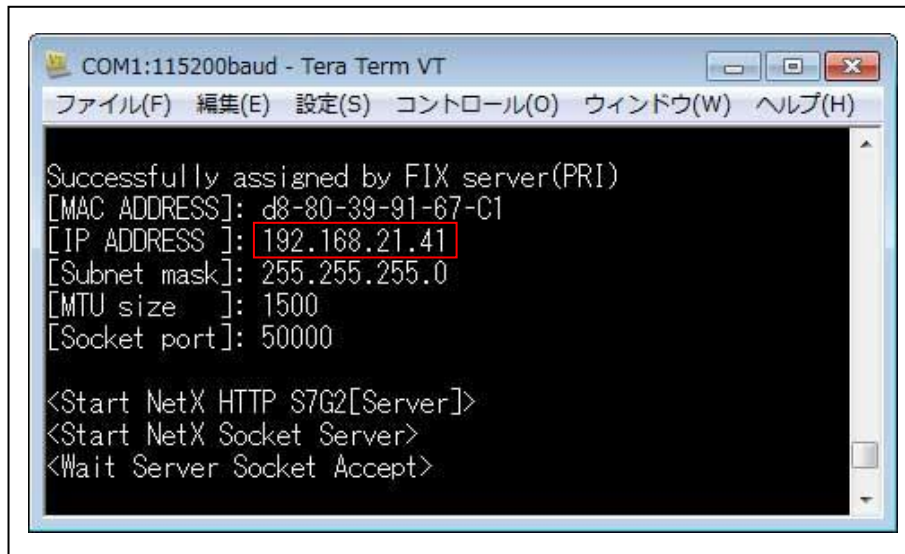 COM1:115200baud - Tera Term VT
ファイル(F) 編集(E) 設定(S) コントロール(O) ウィンドウ(W) ヘルプ(H)
Successfully assigned by FIX server(PRI)
[MAC ADDRESS]: d8-80-39-91-67-C1
[IP ADDRESS ]: 192.168.21.41
[Subnet mask]: 255.255.255.0
[MTU size   ]: 1500
[Socket port]: 50000
<Start NetX HTTP S7G2[Server]>
<Start NetX Socket Server>
<Wait Server Socket Accept>